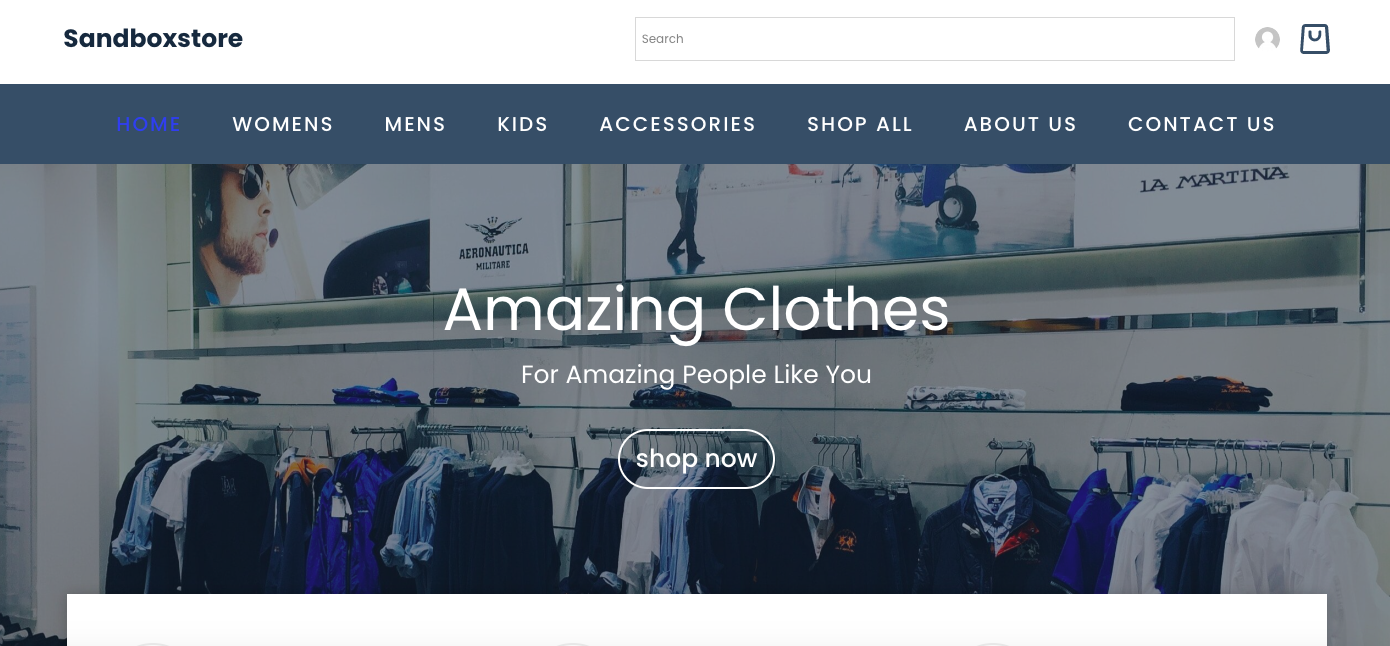 Sandboxstore
Search
HOME WOMENS MENS KIDS ACCESSORIES SHOP ALL ABOUT US CONTACT US
LA MARTINA
AERONAUTICA
MILITARE
Amazing Clothes
For Amazing People Like You
shop now